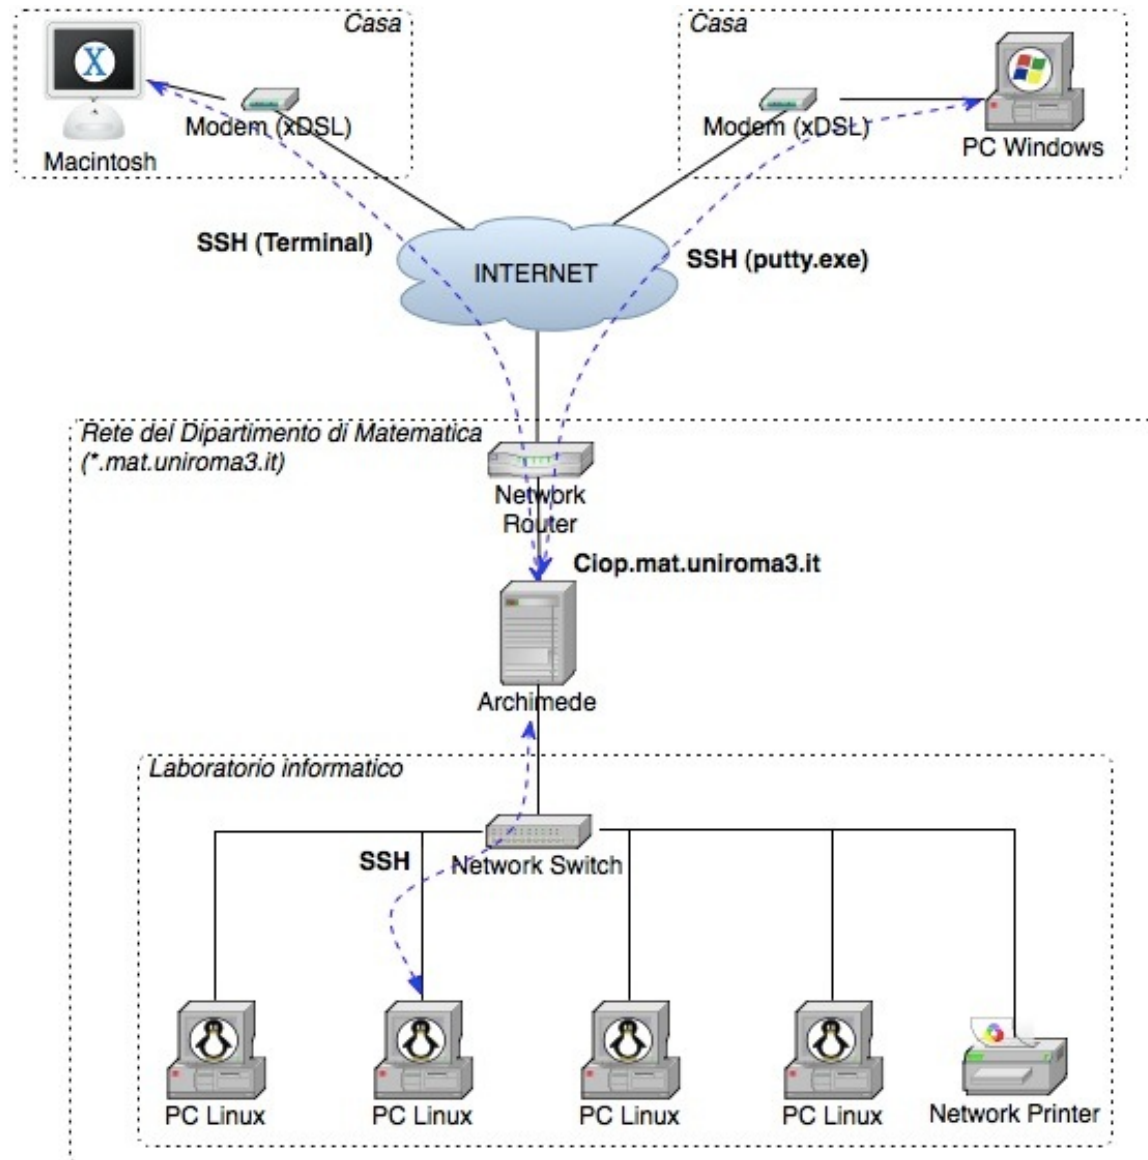 Casa
Casa
X
Modem (xDSL)
Macintosh
Modem (xDSL)
PC Windows
SSH (Terminal)
INTERNET
SSH (putty.exe)
Rete del Dipartimento di Matematica
(*.mat.uniroma3.it)
Network
Router
Ciop.mat.uniroma3.it
Archimede
Laboratorio informatico
SSH
Network Switch
PC Linux
PC Linux
PC Linux
PC Linux
Network Printer